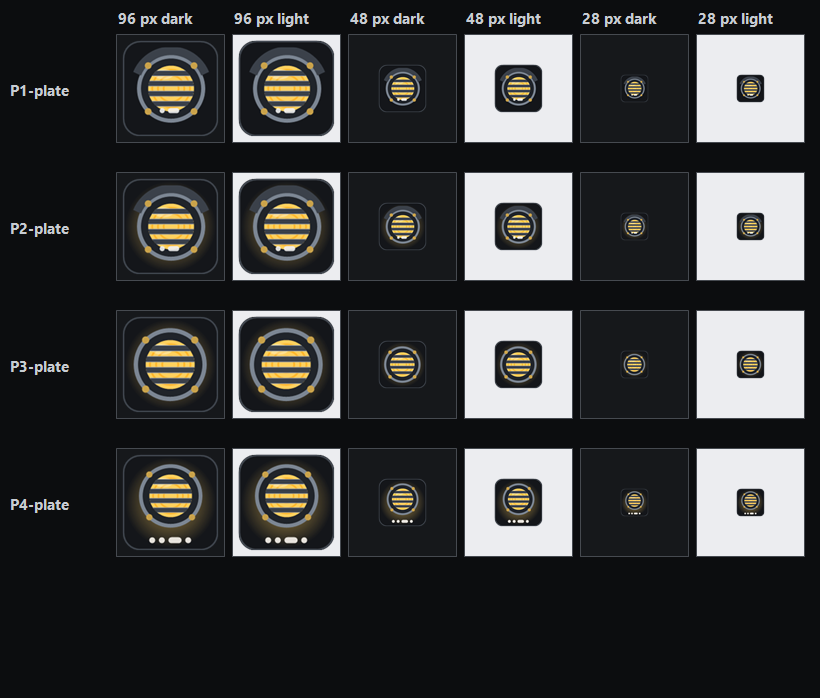 96 px dark 96 px light 48 px dark 48 px light 28 px dark 28 px light
P1-plate
P2-plate
P3-plate
P4-plate